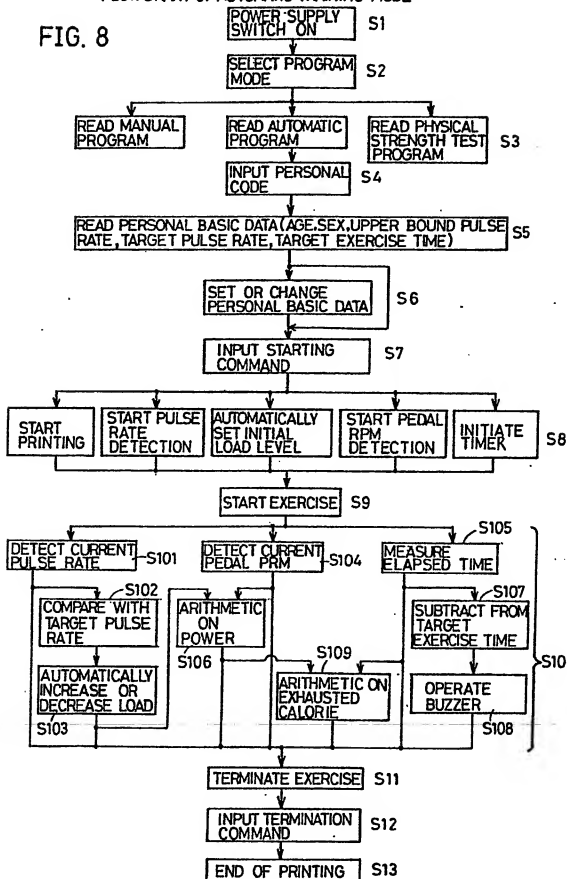 FIG. 8
POWER SUPPLY
SWITCH ON
S1
SELECT PROGRAM
MODE
S2
READ MANUAL
PROGRAM
READ AUTOMATIC
PROGRAM
READ PHYSICAL
STRENGTH TEST
PROGRAM
S3
INPUT PERSONAL
CODE
S4
READ PERSONAL BASIC DATA(AGE,SEX,UPPER BOUND PULSE
RATE,TARGET PULSE RATE,TARGET EXERCISE TIME)
S5
SET OR CHANGE
PERSONAL BASIC DATA
S6
INPUT STARTING
COMMAND
S7
START
PRINTING
START PULSE
RATE
DETECTION
AUTOMATICALLY
SET INITIAL
LOAD LEVEL
START PEDAL
RPM
DETECTION
INITIATE
TIMER
S8
START EXERCISE
S9
DETECT CURRENT
PULSE RATE
S101
DETECT CURRENT
PEDAL PRM
S104
S105
MEASURE
ELAPSED TIME
S102
COMPARE WITH
TARGET PULSE
RATE
ARITHMETIC
ON
POWER
S106
S107
SUBTRACT FROM
TARGET
EXERCISE TIME
S10
AUTOMATICALLY
INCREASE OR
DECREASE LOAD
S103
S109
ARITHMETIC ON
EXHAUSTED
CALORIE
OPERATE
BUZZER
S108
TERMINATE EXERCISE
S11
INPUT TERMINATION
COMMAND
S12
END OF PRINTING
S13